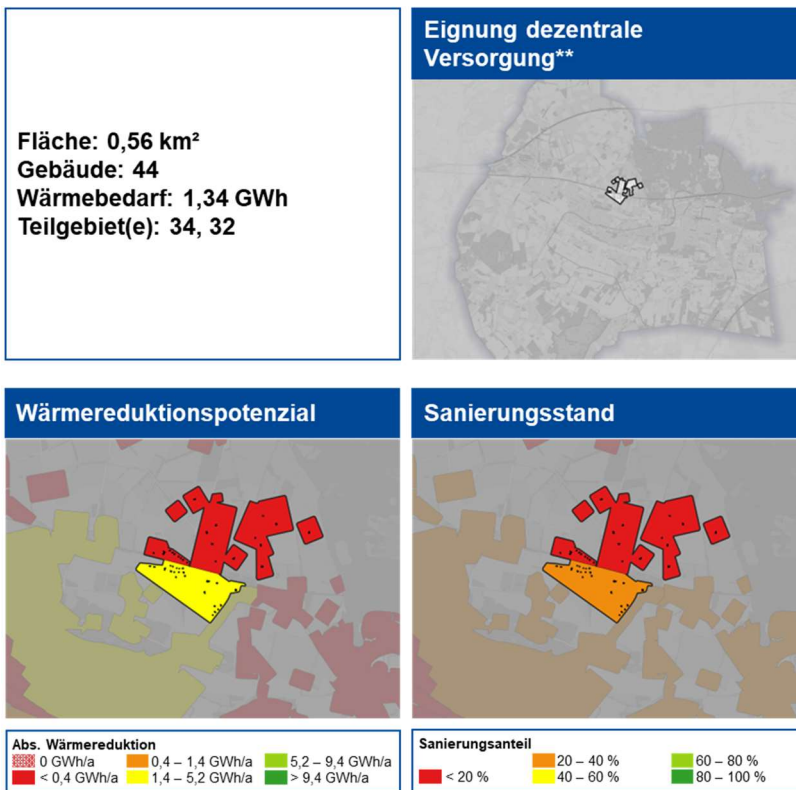 Fläche: 0,56 km²
Gebäude: 44
Wärmebedarf: 1,34 GWh
Teilgebiet(e): 34, 32
Eignung dezentrale
Versorgung**
Wärmereduktionspotenzial
Sanierungsstand
Abs. Wärmereduktion
0 GWh/a 0,4 – 1,4 GWh/a 5,2 – 9,4 GWh/a
< 0,4 GWh/a 1,4 – 5,2 GWh/a > 9,4 GWh/a
Sanierungsanteil
20 – 40 % 60 – 80 %
< 20 % 40 – 60 % 80 – 100 %